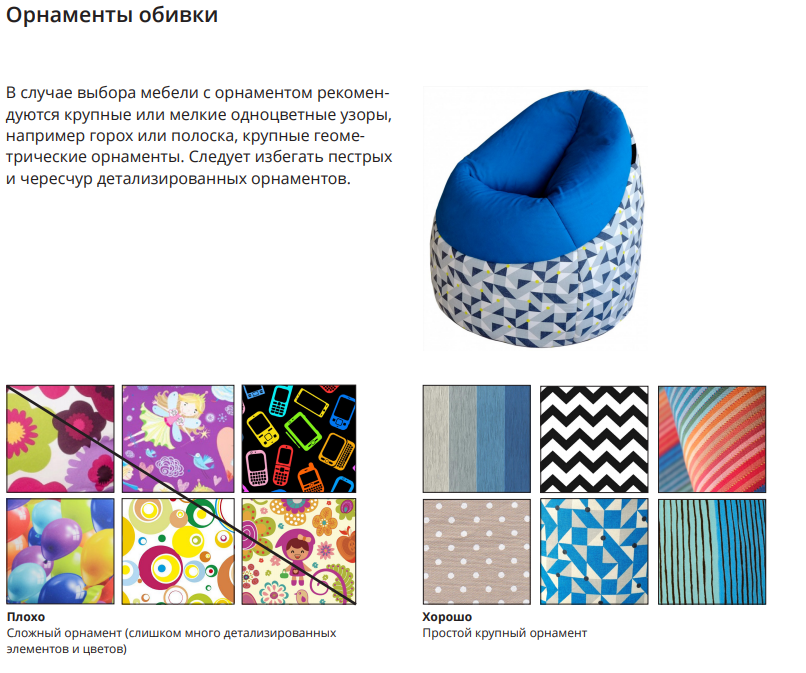 Орнаменты обивки
В случае выбора мебели с орнаментом рекомен-
дуются крупные или мелкие одноцветные узоры,
например горох или полоска, крупные геоме-
трические орнаменты. Следует избегать пестрых
и чересчур детализированных орнаментов.
Плохо
Сложный орнамент (слишком много детализированных
элементов и цветов)
Хорошо
Простой крупный орнамент